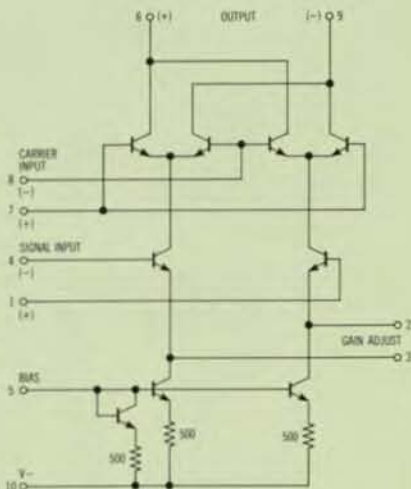 6 (+) OUTPUT (-) 9
CARRIER
INPUT
8
(-)
7
(+)
SIGNAL INPUT
4
(-)
1
(+)
2
GAIN ADJUST
3
BIAS
5
500
500
500
V-
10